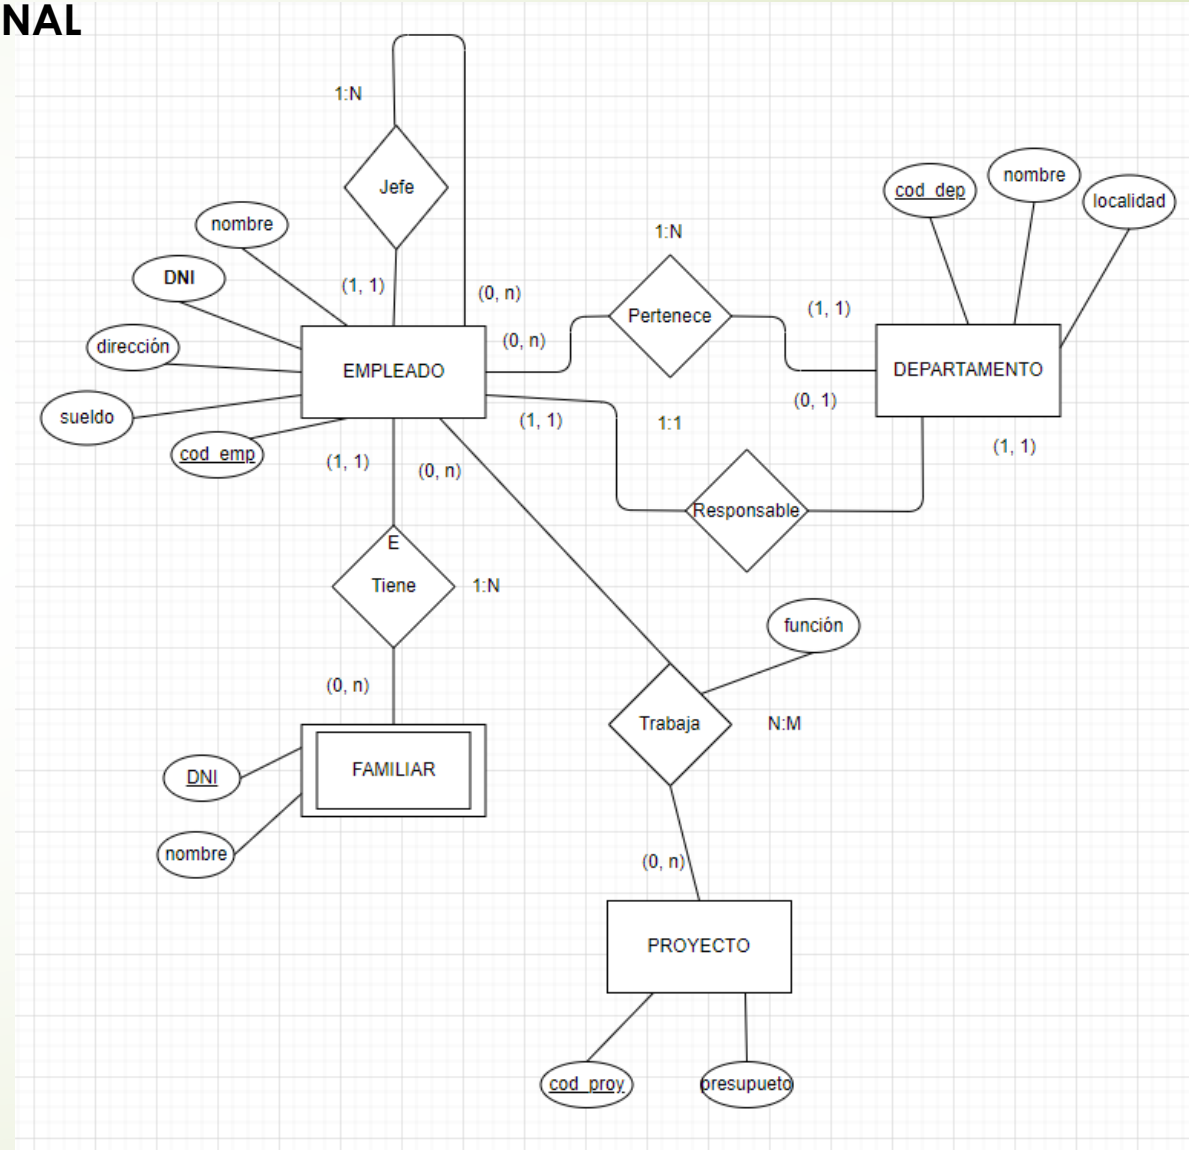 NAL
1:N
Jefe
nombre
DNI
dirección
sueldo
cod_emp
(1, 1)
(0, n)
EMPLEADO
(0, n)
1:N
Pertenece
(1, 1)
cod_dep
nombre
localidad
DEPARTAMENTO
(0, 1)
(1, 1)
(1, 1)
1:1
Responsable
(1, 1)
(0, n)
E
Tiene
1:N
(0, n)
FAMILIAR
DNI
nombre
función
Trabaja
N:M
(0, n)
PROYECTO
cod_proy
presupueto